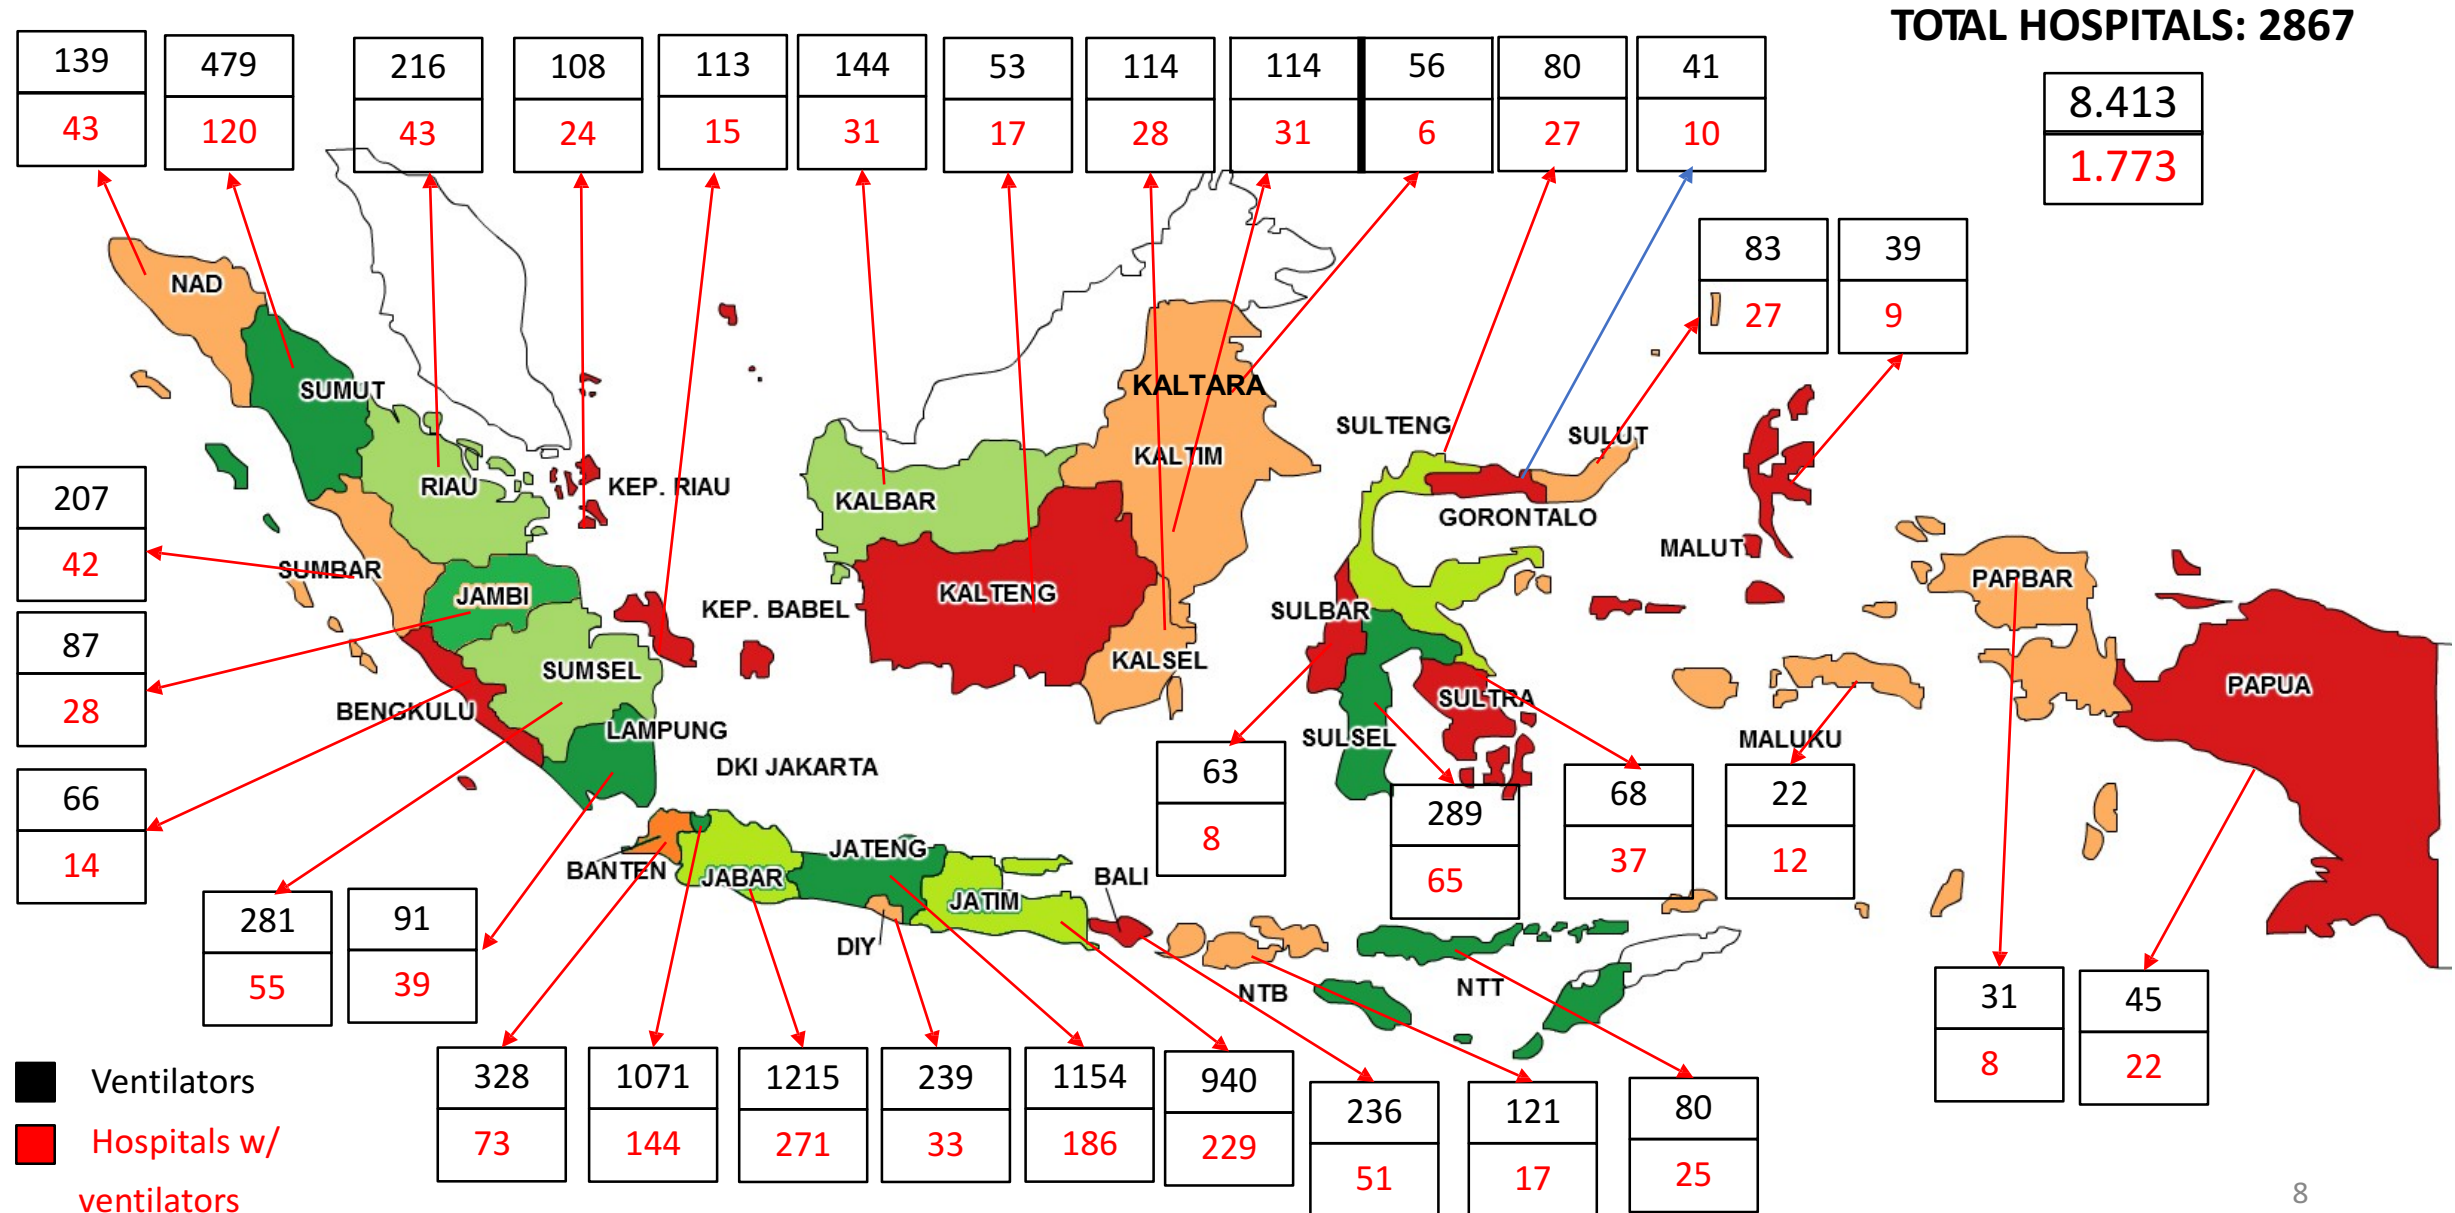 TOTAL HOSPITALS: 2867
8.413
1.773
139
43
479
120
216
43
108
24
113
15
144
31
53
17
114
28
114
31
56
6
80
27
41
10
83
27
39
9
NAD
SUMUT
RIAU
KEP. RIAU
KALBAR
KALTARA
KALTIM
SULTENG
SULUT
GORONTALO
MALUT
207
42
SUMBAR
JAMBI
KEP. BABEL
KALTENG
SULBAR
PAPBAR
87
28
SUMSEL
KALSEL
SULTRA
PAPUA
BENGKULU
LAMPUNG
SULSEL
MALUKU
DKI JAKARTA
66
14
63
8
289
65
68
37
22
12
BANTEN
JABAR
JATENG
JATIM
BALI
DIY
NTB
NTT
281
55
91
39
31
8
45
22
328
73
1071
144
1215
271
239
33
1154
186
940
229
236
51
121
17
80
25
Ventilators
Hospitals w/
ventilators
8